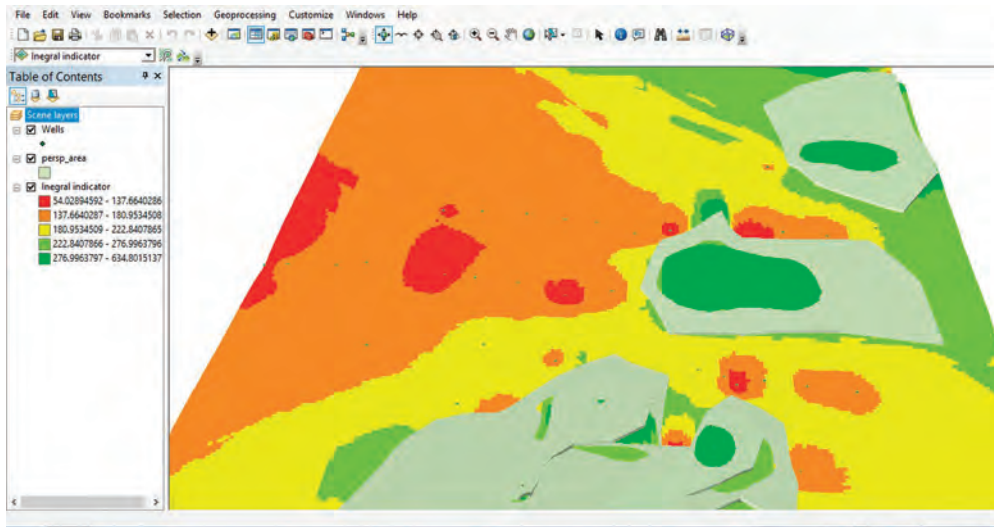 File Edit View Bookmarks Selection Geoprocessing Customize Windows Help
Inegral indicator
Table of Contents
Scene layers
Wells
persp_area
Inegral indicator
54.02894592 - 137.6640286
137.6640287 - 180.9534508
180.9534509 - 222.8407865
222.8407866 - 276.9963796
276.9963797 - 634.8015137